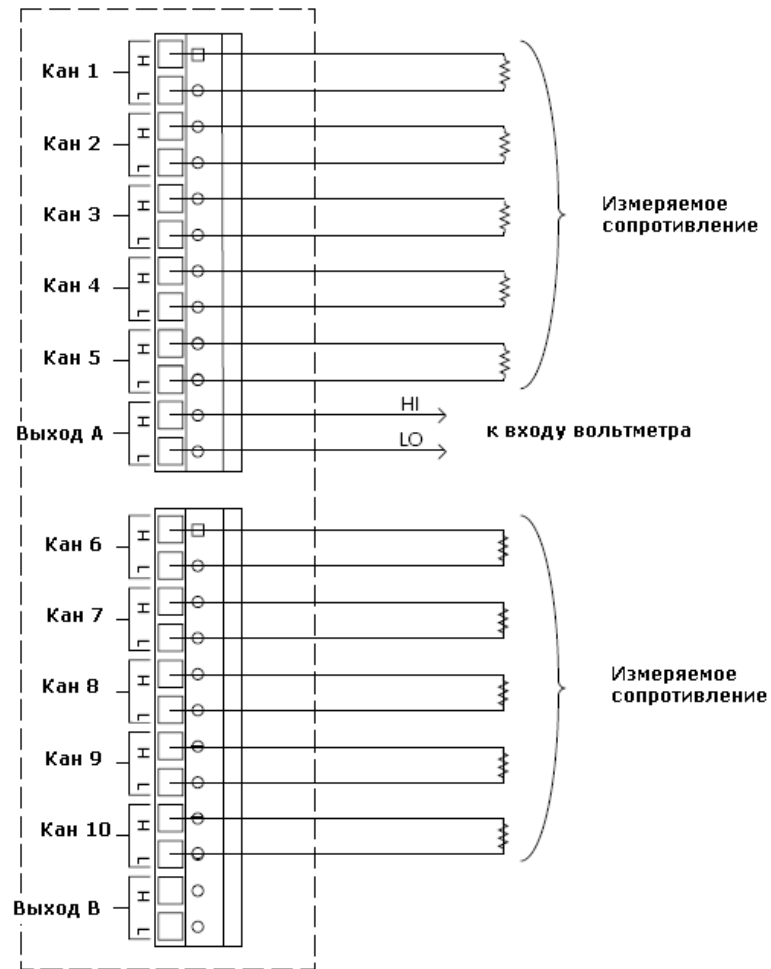 Кан 1
H
L
Кан 2
H
L
Кан 3
H
L
Измеряемое
сопротивление
Кан 4
H
L
Кан 5
H
L
Выход А
H
L
HI
LO
к входу вольтметра
Кан 6
H
L
Кан 7
H
L
Кан 8
H
L
Измеряемое
сопротивление
Кан 9
H
L
Кан 10
H
L
Выход В
H
L